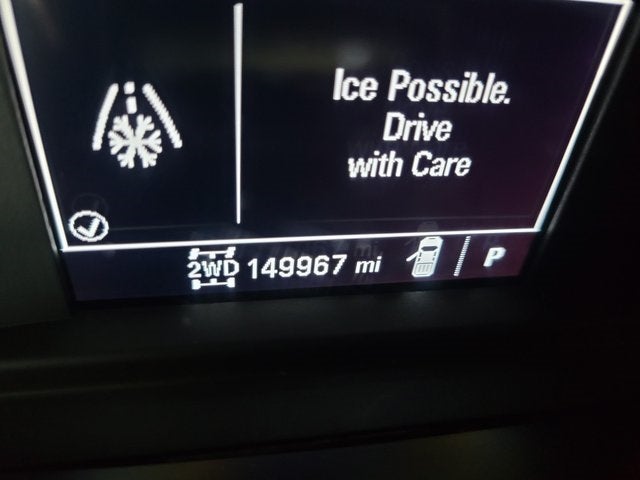 Ice Possible.
Drive
with Care
2WD 149967 mi P